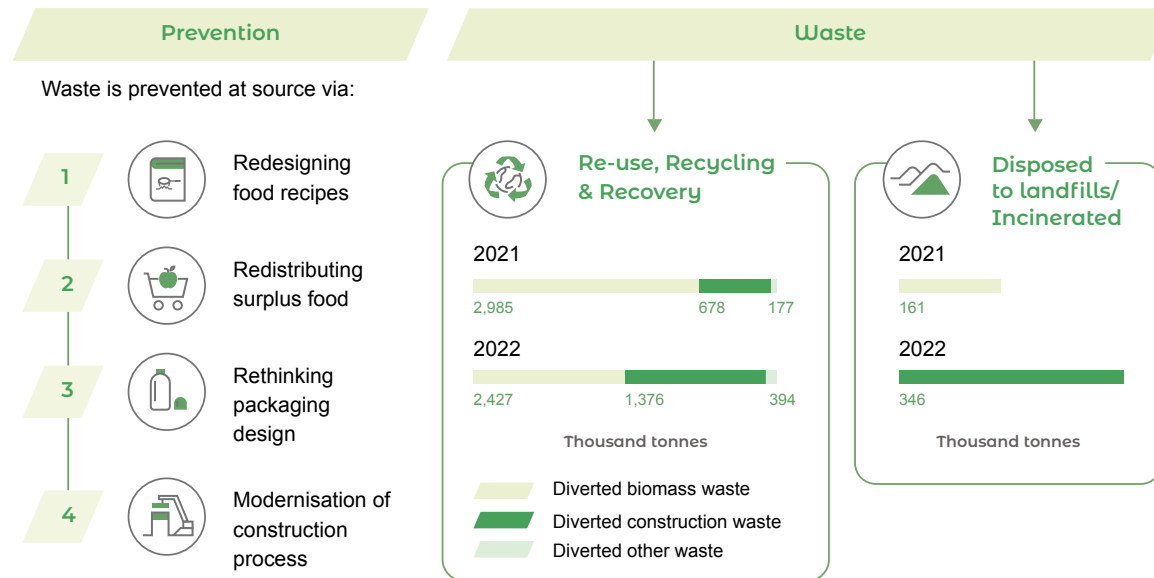 Prevention
Waste is prevented at source via:
1
Redesigning
food recipes
2
Redistributing
surplus food
3
Rethinking
packaging
design
4
Modernisation of
construction
process
Waste
Re-use, Recycling
& Recovery
2021
2,985 678 177
2022
2,427 1,376 394
Thousand tonnes
Diverted biomass waste
Diverted construction waste
Diverted other waste
Disposed
to landfills/
Incinerated
2021
161
2022
346
Thousand tonnes